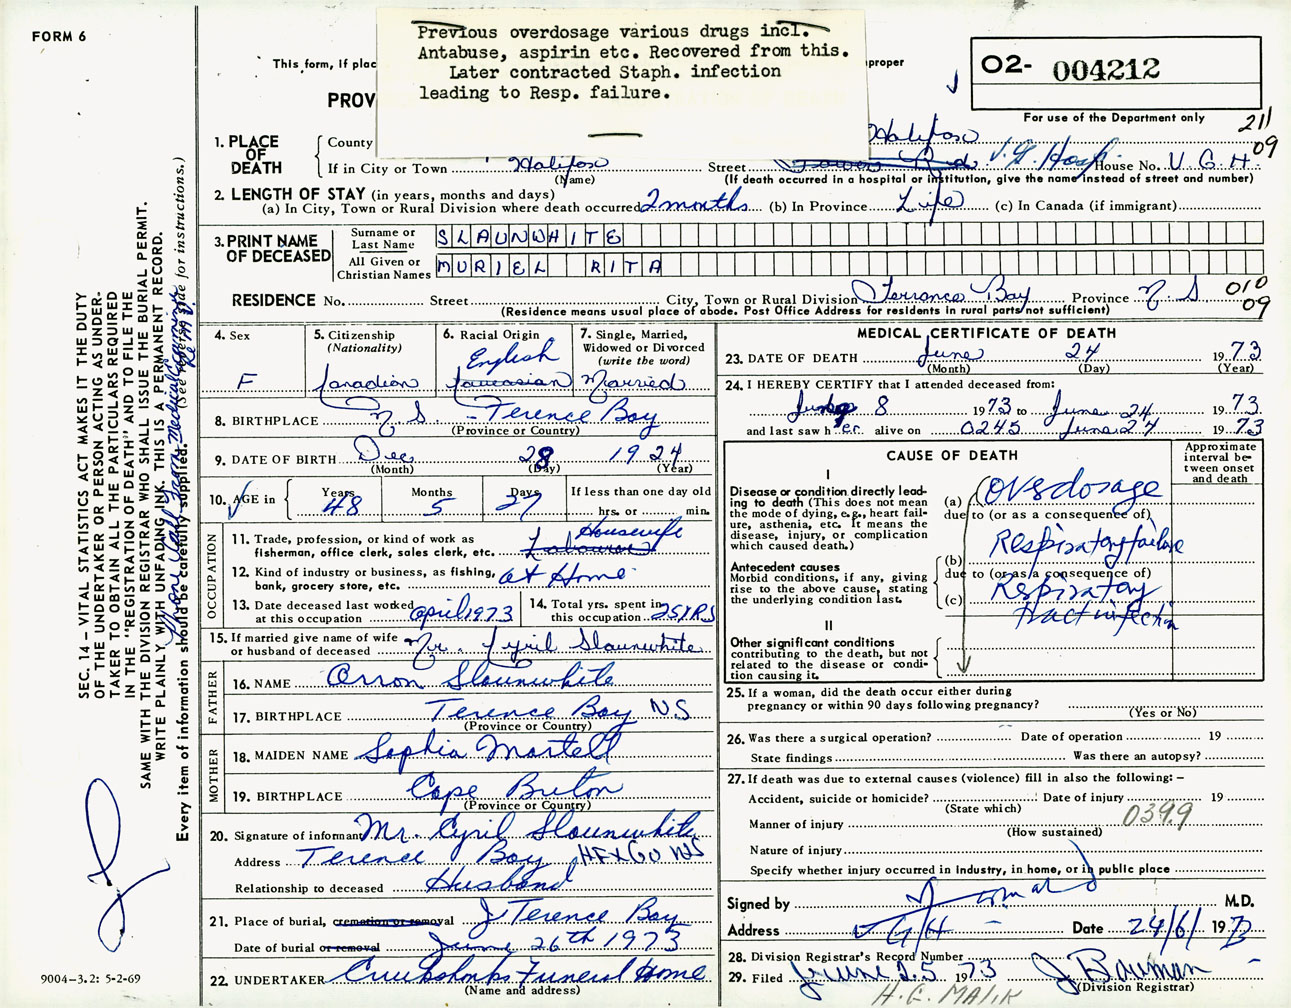 FORM 6
Previous overdosage various drugs incl.
Antabuse, aspirin etc. Recovered from this.
Later contracted Staph. infection
leading to Resp. failure.
This form, if plac
proper
PROV
O2- 004212
For use of the Department only
211
09
1. PLACE OF DEATH
County Halifax
If in City or Town Halifax Street V.G. Hosp. House No. V.G.H.
(Name) (If death occurred in a hospital or institution, give the name instead of street and number)
2. LENGTH OF STAY (in years, months and days)
(a) In City, Town or Rural Division where death occurred 2 months (b) In Province Life (c) In Canada (if immigrant)
3. PRINT NAME OF DECEASED
Surname or Last Name SLAUNWHITE
All Given or Christian Names MURIEL RITA
RESIDENCE No. Street City, Town or Rural Division Terrance Bay Province N.S 010
09
(Residence means usual place of abode. Post Office Address for residents in rural parts not sufficient)
4. Sex F
5. Citizenship (Nationality) Canadian
6. Racial Origin English Caucasian
7. Single, Married, Widowed or Divorced (write the word) Married
8. BIRTHPLACE N.S. - Terence Bay
(Province or Country)
9. DATE OF BIRTH Dec 28 1924
(Month) (Day) (Year)
10. AGE in Years 48 Months 5 Days 27 If less than one day old
hrs. or min.
OCCUPATION
11. Trade, profession, or kind of work as fisherman, office clerk, sales clerk, etc. Labourer Housewife
12. Kind of industry or business, as fishing, bank, grocery store, etc. at Home
13. Date deceased last worked at this occupation April 1973
14. Total yrs. spent in this occupation 25 YRS
15. If married give name of wife or husband of deceased Mr. Cyril Slaunwhite
FATHER
16. NAME Arron Slaunwhite
17. BIRTHPLACE Terence Bay NS
(Province or Country)
MOTHER
18. MAIDEN NAME Sophia Martell
19. BIRTHPLACE Cape Breton
(Province or Country)
20. Signature of informant Mr. Cyril Slaunwhite
Address Terence Bay HFX CO NS
Relationship to deceased Husband
21. Place of burial, cremation or removal Terence Bay
Date of burial or removal June 26th 1973
22. UNDERTAKER Cruikshanks Funeral Home
(Name and address)
MEDICAL CERTIFICATE OF DEATH
23. DATE OF DEATH June 24 1973
(Month) (Day) (Year)
24. I HEREBY CERTIFY that I attended deceased from:
8 1973 to June 24 1973
and last saw her alive on 0245 June 24 1973
CAUSE OF DEATH
Approximate interval between onset and death
I
Disease or condition directly leading to death (This does not mean the mode of dying, e.g., heart failure, asthenia, etc. It means the disease, injury, or complication which caused death.)
(a) Overdosage
due to (or as a consequence of)
Antecedent causes
Morbid conditions, if any, giving rise to the above cause, stating the underlying condition last.
(b) Respiratory failure
due to (or as a consequence of)
(c) Respiratory tract infection
II
Other significant conditions contributing to the death, but not related to the disease or condition causing it.
25. If a woman, did the death occur either during pregnancy or within 90 days following pregnancy?
(Yes or No)
26. Was there a surgical operation? Date of operation 19
State findings Was there an autopsy?
27. If death was due to external causes (violence) fill in also the following: —
Accident, suicide or homicide? Date of injury 19
(State which)
Manner of injury 0399
(How sustained)
Nature of injury
Specify whether injury occurred in industry, in home, or in public place
Signed by M.D.
Address VGH Date 24/6/ 1973
28. Division Registrar's Record Number
29. Filed June 25 1973 J Bauman
(Division Registrar)
H.G. MALIK
SEC. 14 — VITAL STATISTICS ACT MAKES IT THE DUTY
OF THE UNDERTAKER OR PERSON ACTING AS UNDER-
TAKER TO OBTAIN ALL THE PARTICULARS REQUIRED
IN THE "REGISTRATION OF DEATH" AND TO FILE THE
SAME WITH THE DIVISION REGISTRAR WHO SHALL ISSUE THE BURIAL PERMIT.
WRITE PLAINLY WITH UNFADING INK. THIS IS A PERMANENT RECORD.
Phone call from Medical Examiner
Every item of information should be carefully supplied. (See reverse side for instructions.)
9004—3.2: 5-2-69